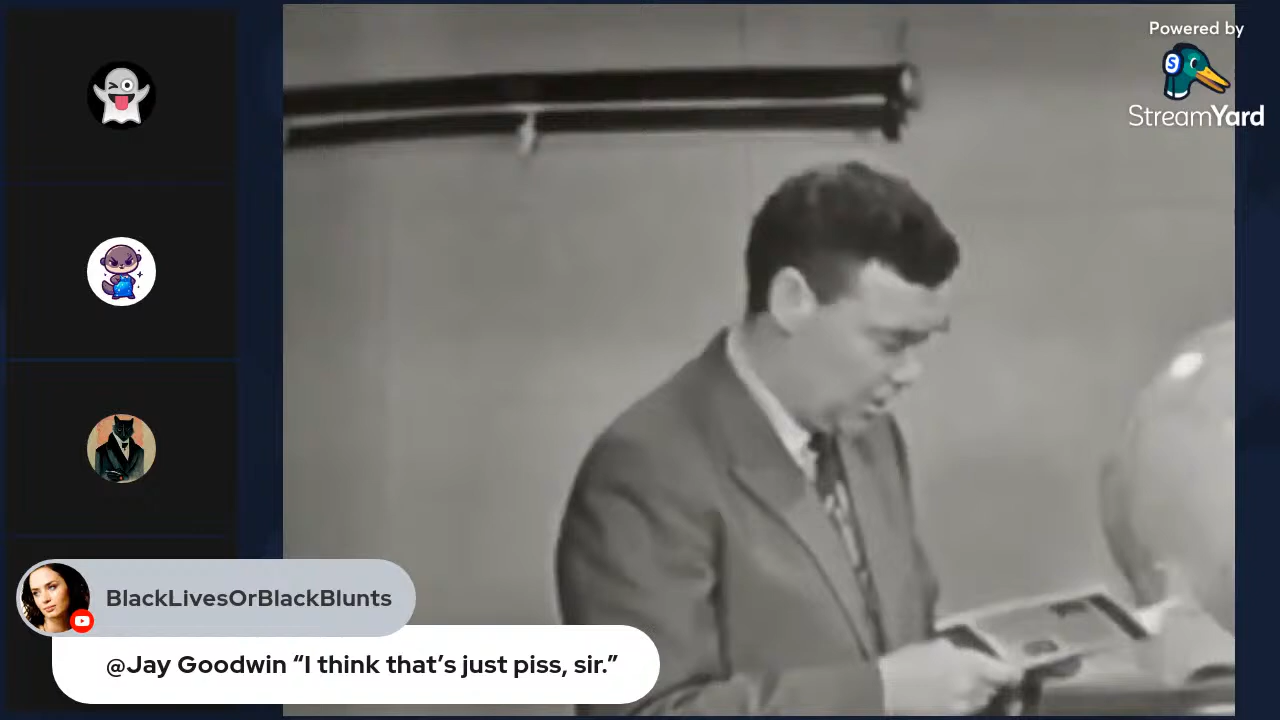 Powered by
StreamYard
BlackLivesOrBlackBlunts
@Jay Goodwin “I think that’s just piss, sir.”